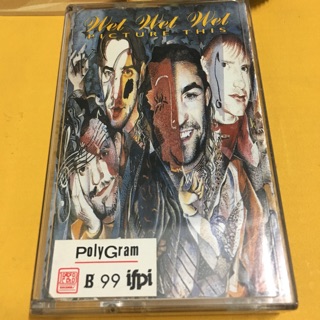 Wet Wet Wet
PICTURE THIS
PolyGram
B 99 ifpi